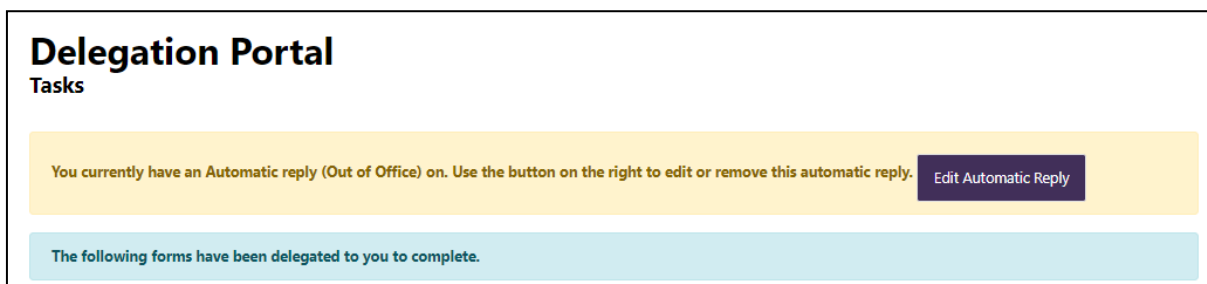 Delegation Portal
Tasks
You currently have an Automatic reply (Out of Office) on. Use the button on the right to edit or remove this automatic reply. Edit Automatic Reply
The following forms have been delegated to you to complete.